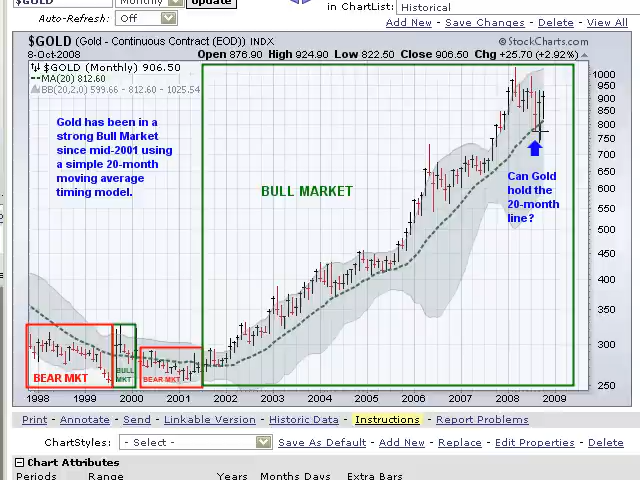 $GOLD
Monthly
Update
in ChartList:
Historical
Auto-Refresh:
Off
Add New - Save Changes - Delete - View All
$GOLD (Gold - Continuous Contract (EOD)) INDX
© StockCharts.com
8-Oct-2008
Open 876.90 High 924.90 Low 822.50 Close 906.50 Chg +25.70 (+2.92%)
$GOLD (Monthly) 906.50
MA(20) 812.60
BB(20,2.0) 599.66 - 812.60 - 1025.54
Gold has been in a
strong Bull Market
since mid-2001 using
a simple 20-month
moving average
timing model.
BULL MARKET
Can Gold
hold the
20-month
line?
1000
900
850
800
750
700
650
600
550
500
450
400
350
300
250
BEAR MKT
BULL
MKT
BEAR MKT
1998 1999 2000 2001 2002 2003 2004 2005 2006 2007 2008 2009
Print - Annotate - Send - Linkable Version - Historic Data - Instructions - Report Problems
ChartStyles: - Select - Save As Default - Add New - Replace - Edit Properties - Delete
Chart Attributes
Periods Range Years Months Days Extra Bars